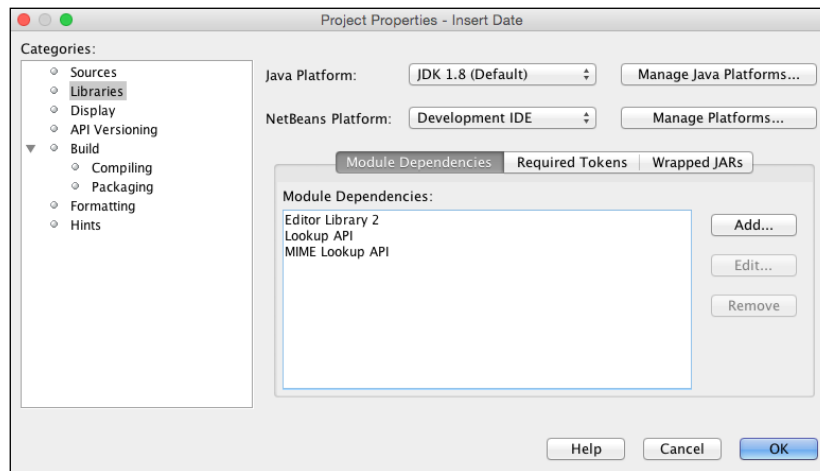 Project Properties - Insert Date
Categories:
Sources
Libraries
Display
API Versioning
Build
Compiling
Packaging
Formatting
Hints
Java Platform: JDK 1.8 (Default) Manage Java Platforms...
NetBeans Platform: Development IDE Manage Platforms...
Module Dependencies Required Tokens Wrapped JARs
Module Dependencies:
Editor Library 2
Lookup API
MIME Lookup API
Add...
Edit...
Remove
Help Cancel OK